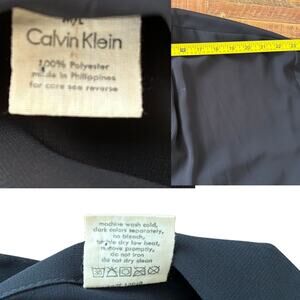 M/L
Calvin Klein
100% Polyester
made in Philippines
for care see reverse
machine wash cold,
dark colors separately,
no bleach,
tumble dry low heat,
remove promptly,
do not iron
do not dry clean